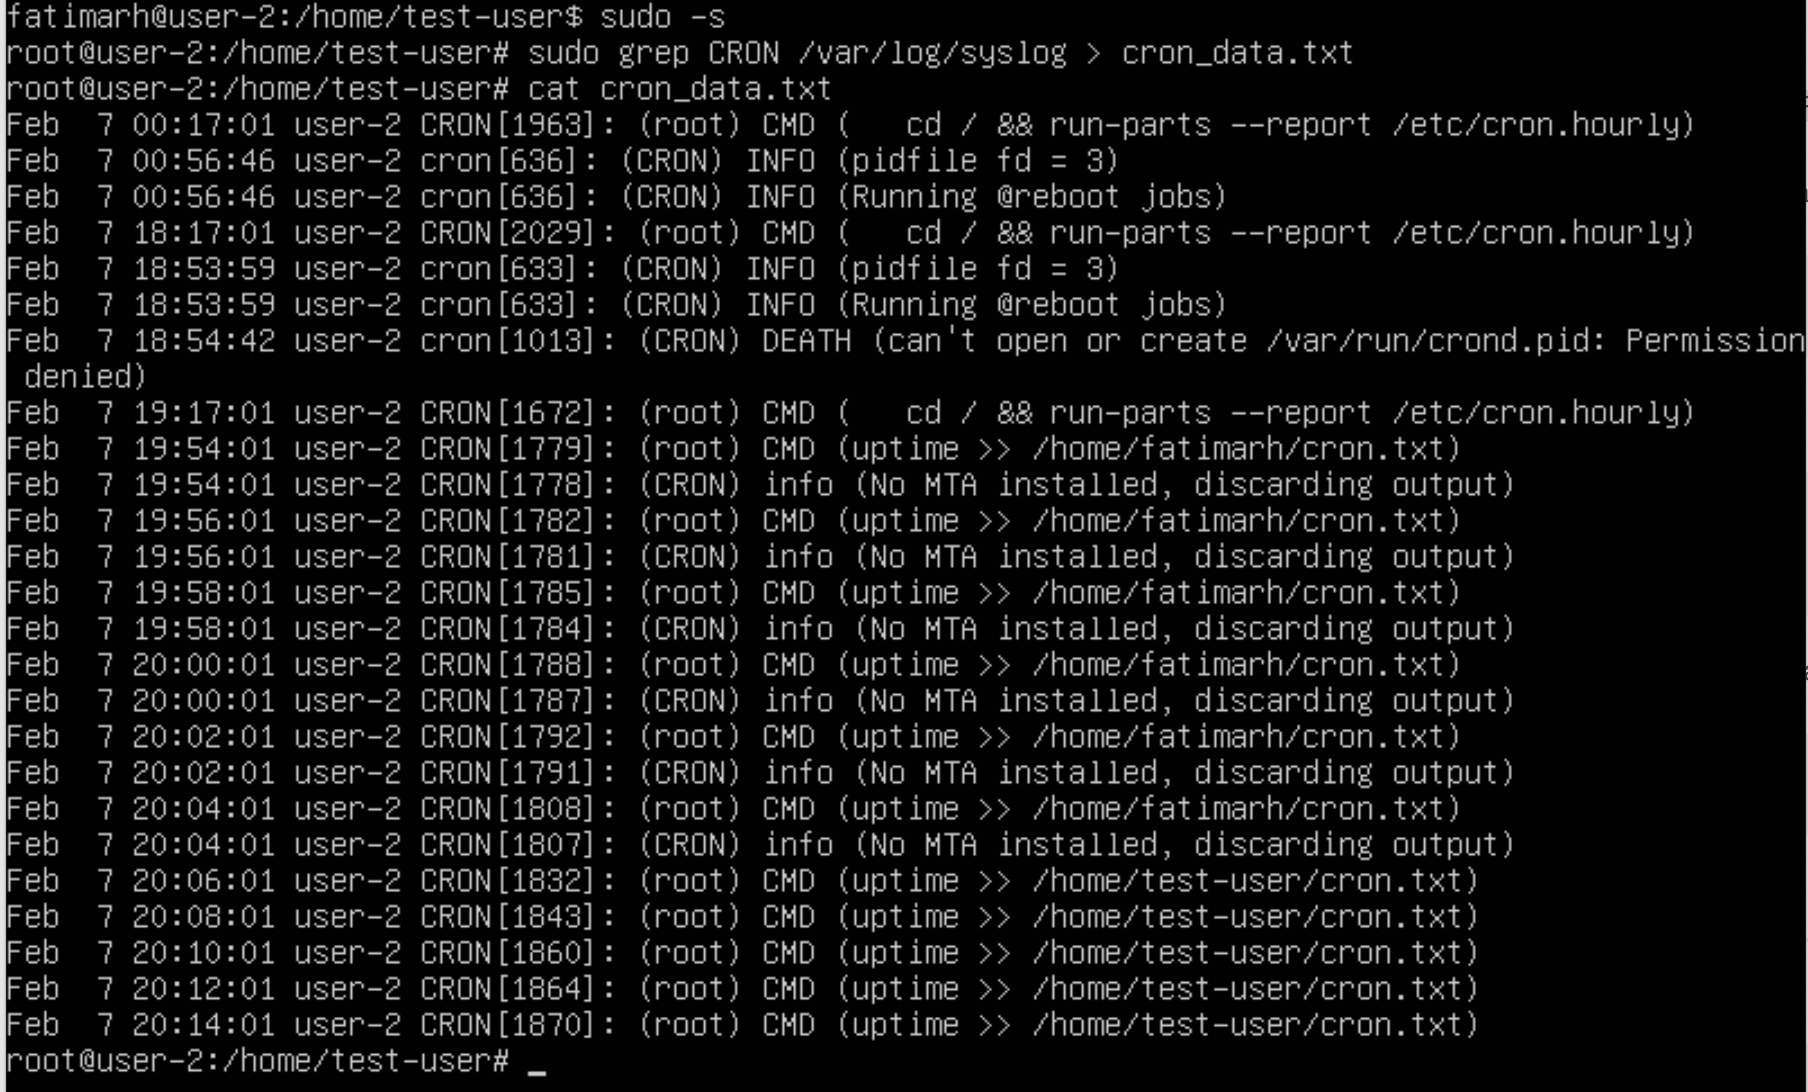 fatimarh@user-2:/home/test-user$ sudo -s
root@user-2:/home/test-user# sudo grep CRON /var/log/syslog > cron_data.txt
root@user-2:/home/test-user# cat cron_data.txt
Feb  7 00:17:01 user-2 CRON[1963]: (root) CMD (   cd / && run-parts --report /etc/cron.hourly)
Feb  7 00:56:46 user-2 cron[636]: (CRON) INFO (pidfile fd = 3)
Feb  7 00:56:46 user-2 cron[636]: (CRON) INFO (Running @reboot jobs)
Feb  7 18:17:01 user-2 CRON[2029]: (root) CMD (   cd / && run-parts --report /etc/cron.hourly)
Feb  7 18:53:59 user-2 cron[633]: (CRON) INFO (pidfile fd = 3)
Feb  7 18:53:59 user-2 cron[633]: (CRON) INFO (Running @reboot jobs)
Feb  7 18:54:42 user-2 cron[1013]: (CRON) DEATH (can't open or create /var/run/crond.pid: Permission
 denied)
Feb  7 19:17:01 user-2 CRON[1672]: (root) CMD (   cd / && run-parts --report /etc/cron.hourly)
Feb  7 19:54:01 user-2 CRON[1779]: (root) CMD (uptime >> /home/fatimarh/cron.txt)
Feb  7 19:54:01 user-2 CRON[1778]: (CRON) info (No MTA installed, discarding output)
Feb  7 19:56:01 user-2 CRON[1782]: (root) CMD (uptime >> /home/fatimarh/cron.txt)
Feb  7 19:56:01 user-2 CRON[1781]: (CRON) info (No MTA installed, discarding output)
Feb  7 19:58:01 user-2 CRON[1785]: (root) CMD (uptime >> /home/fatimarh/cron.txt)
Feb  7 19:58:01 user-2 CRON[1784]: (CRON) info (No MTA installed, discarding output)
Feb  7 20:00:01 user-2 CRON[1788]: (root) CMD (uptime >> /home/fatimarh/cron.txt)
Feb  7 20:00:01 user-2 CRON[1787]: (CRON) info (No MTA installed, discarding output)
Feb  7 20:02:01 user-2 CRON[1792]: (root) CMD (uptime >> /home/fatimarh/cron.txt)
Feb  7 20:02:01 user-2 CRON[1791]: (CRON) info (No MTA installed, discarding output)
Feb  7 20:04:01 user-2 CRON[1808]: (root) CMD (uptime >> /home/fatimarh/cron.txt)
Feb  7 20:04:01 user-2 CRON[1807]: (CRON) info (No MTA installed, discarding output)
Feb  7 20:06:01 user-2 CRON[1832]: (root) CMD (uptime >> /home/test-user/cron.txt)
Feb  7 20:08:01 user-2 CRON[1843]: (root) CMD (uptime >> /home/test-user/cron.txt)
Feb  7 20:10:01 user-2 CRON[1860]: (root) CMD (uptime >> /home/test-user/cron.txt)
Feb  7 20:12:01 user-2 CRON[1864]: (root) CMD (uptime >> /home/test-user/cron.txt)
Feb  7 20:14:01 user-2 CRON[1870]: (root) CMD (uptime >> /home/test-user/cron.txt)
root@user-2:/home/test-user# _